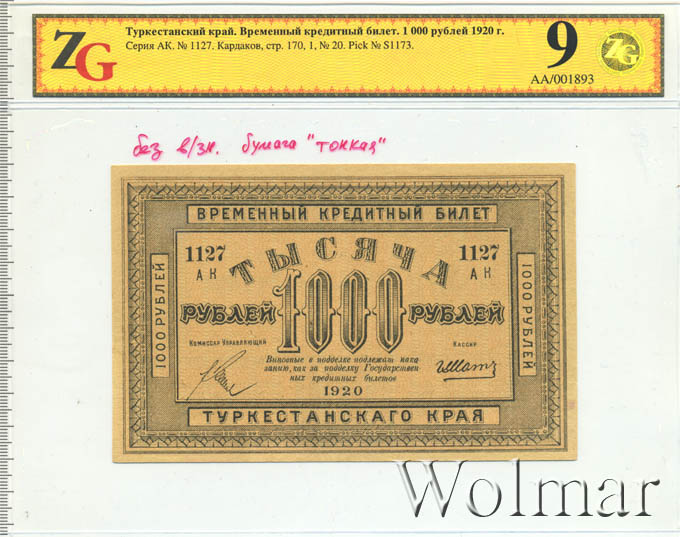 ZG
Туркестанский край. Временный кредитный билет. 1 000 рублей 1920 г.
Серия АК. № 1127. Кардаков, стр. 170, 1, № 20. Pick № S1173.
9
ZG
AA/001893
без в/зн. бумага "тонкая"
ВРЕМЕННЫЙ КРЕДИТНЫЙ БИЛЕТ
1127
АК
ТЫСЯЧА
1127
АК
1000 РУБЛЕЙ
РУБЛЕЙ
1000
РУБЛЕЙ
1000 РУБЛЕЙ
Комиссар Управляющий
Кассир
Виновные в подделке подлежат нака
занию, как за подделку Государствен
ных кредитных билетов
1920
ТУРКЕСТАНСКАГО КРАЯ
Wolmar